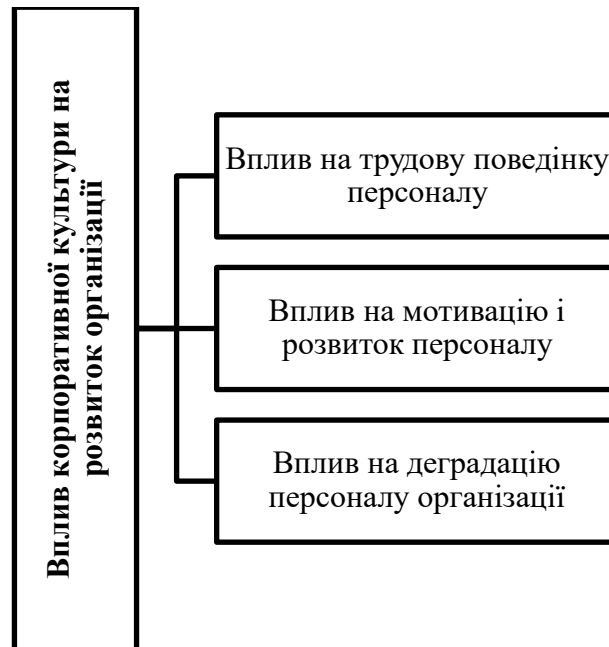 Вплив корпоративної культури на
розвиток організації
Вплив на трудову поведінку
персоналу
Вплив на мотивацію і
розвиток персоналу
Вплив на деградацію
персоналу організації